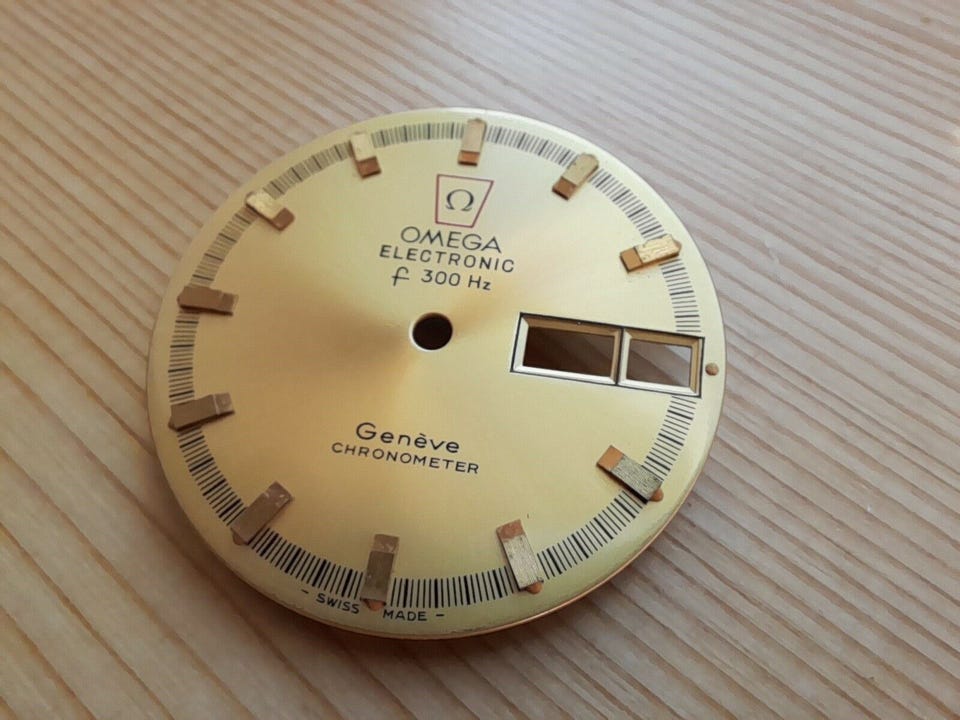 Ω
OMEGA
ELECTRONIC
f 300 Hz
Genève
CHRONOMETER
- SWISS MADE -